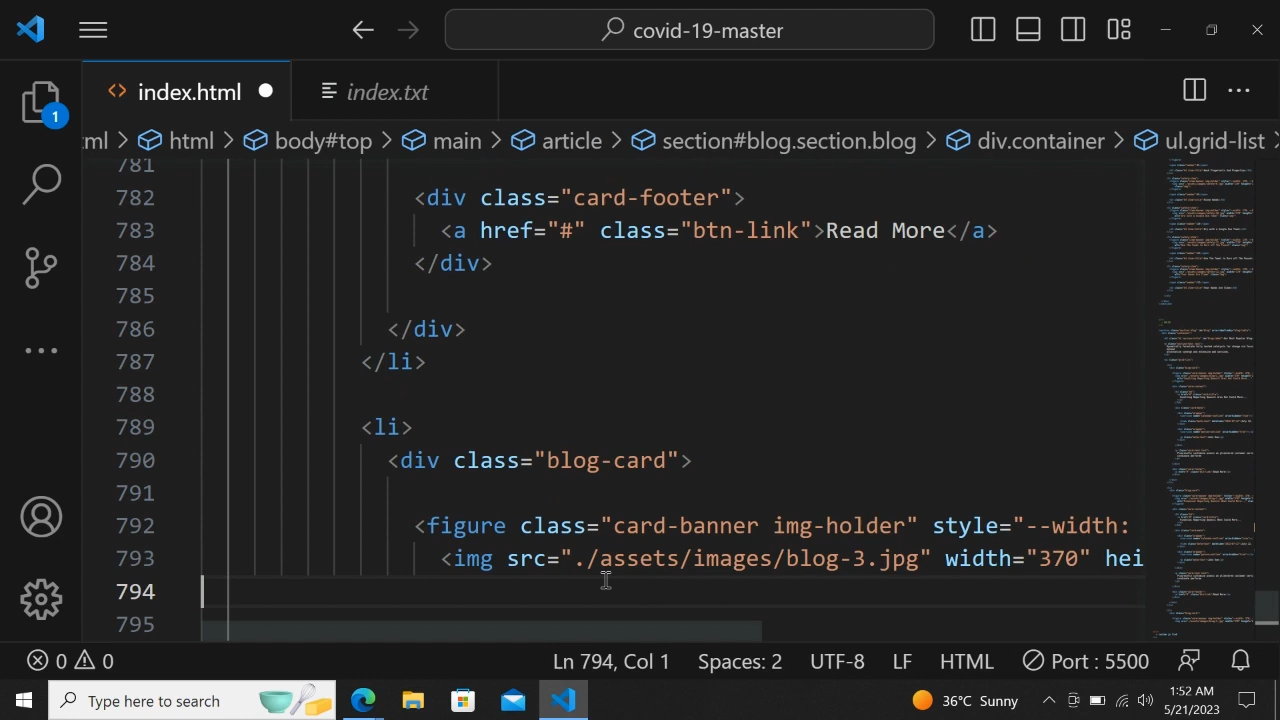 covid-19-master
index.html
index.txt
ml > html > body#top > main > article > section#blog.section.blog > div.container > ul.grid-list >
781
782 <div class="card-footer">
783 <a href="#" class="btn-link">Read More</a>
784 </div>
785
786 </div>
787 </li>
788
789 <li>
790 <div class="blog-card">
791
792 <figure class="card-banner img-holder" style="--width:
793 <img src="./assets/images/blog-3.jpg" width="370" hei
794
795
1
0 0
Ln 794, Col 1
Spaces: 2
UTF-8
LF
HTML
Port : 5500
Type here to search
36°C Sunny
1:52 AM
5/21/2023